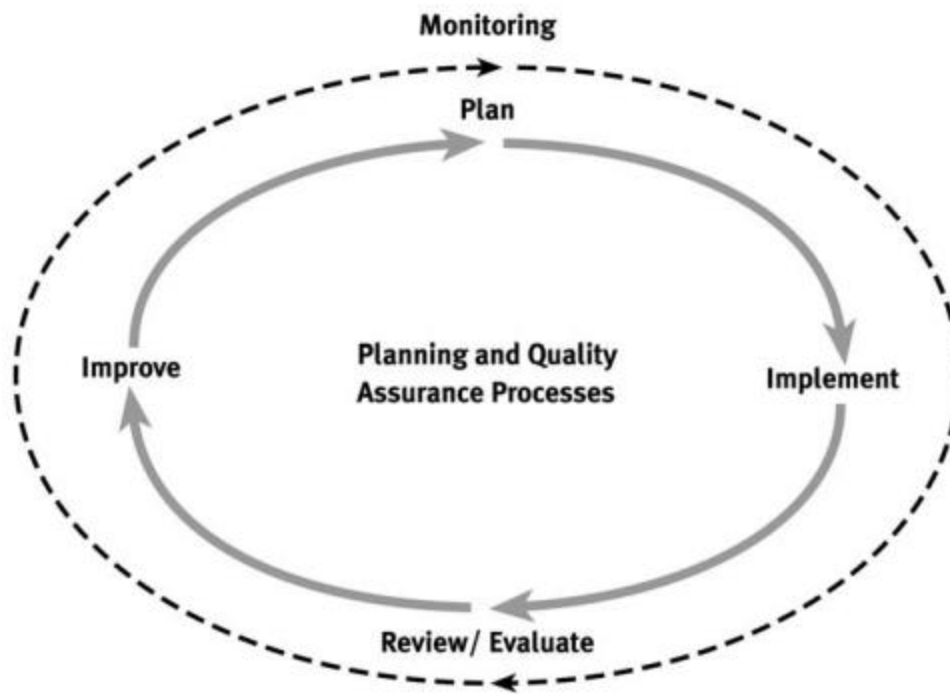 Monitoring
Plan
Improve
Planning and Quality
Assurance Processes
Implement
Review/ Evaluate